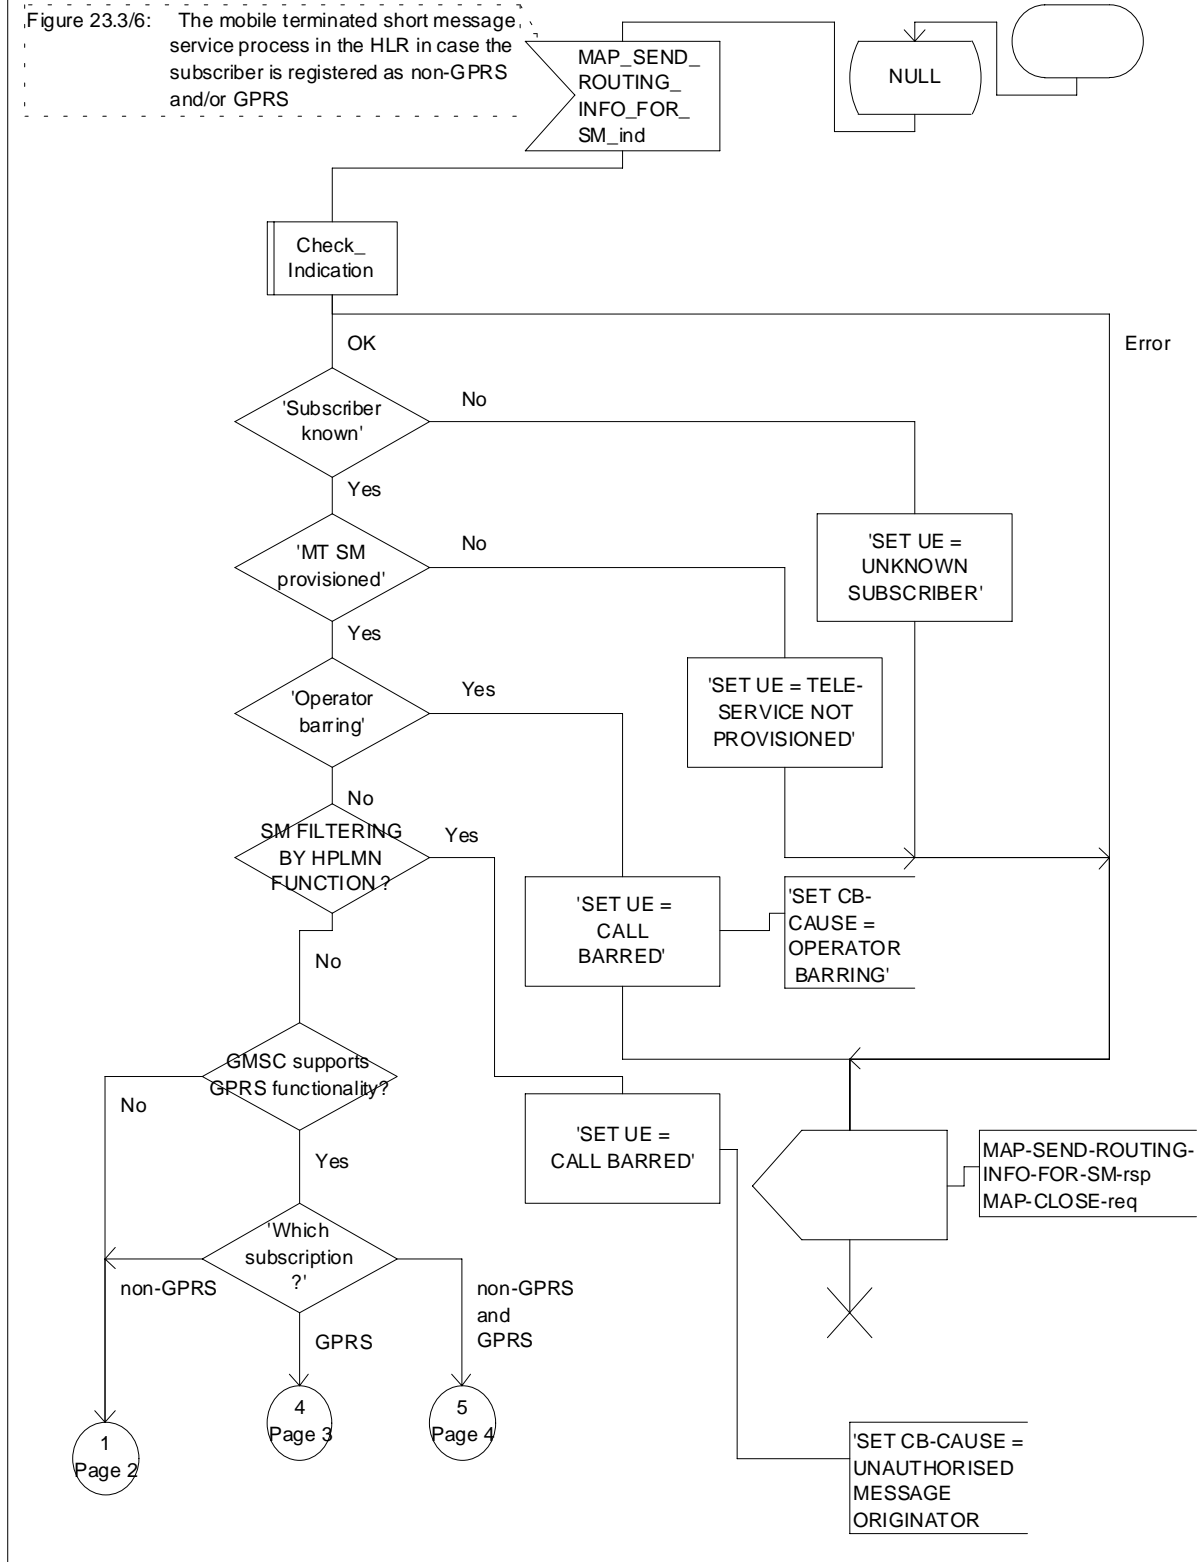 Figure 23.3/6: The mobile terminated short message
service process in the HLR in case the
subscriber is registered as non-GPRS
and/or GPRS
MAP_SEND_
ROUTING_
INFO_FOR_
SM_ind
NULL
Check_
Indication
OK
Error
'Subscriber
known'
No
Yes
'MT SM
provisioned'
No
'SET UE =
UNKNOWN
SUBSCRIBER'
Yes
'Operator
barring'
Yes
'SET UE = TELE-
SERVICE NOT
PROVISIONED'
No
SM FILTERING
BY HPLMN
FUNCTION ?
Yes
'SET UE =
CALL
BARRED'
'SET CB-
CAUSE =
OPERATOR
BARRING'
No
GMSC supports
GPRS functionality?
No
Yes
'SET UE =
CALL BARRED'
MAP-SEND-ROUTING-
INFO-FOR-SM-rsp
MAP-CLOSE-req
'Which
subscription
?'
non-GPRS
GPRS
non-GPRS
and
GPRS
1
Page 2
4
Page 3
5
Page 4
'SET CB-CAUSE =
UNAUTHORISED
MESSAGE
ORIGINATOR